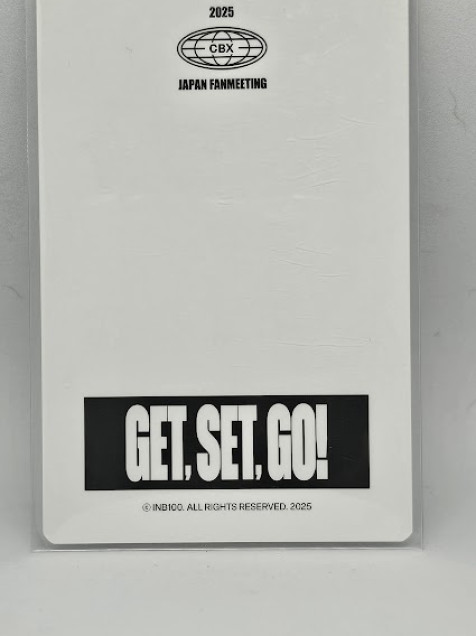 2025
CBX
JAPAN FANMEETING
GET, SET, GO!
© INB100. ALL RIGHTS RESERVED. 2025